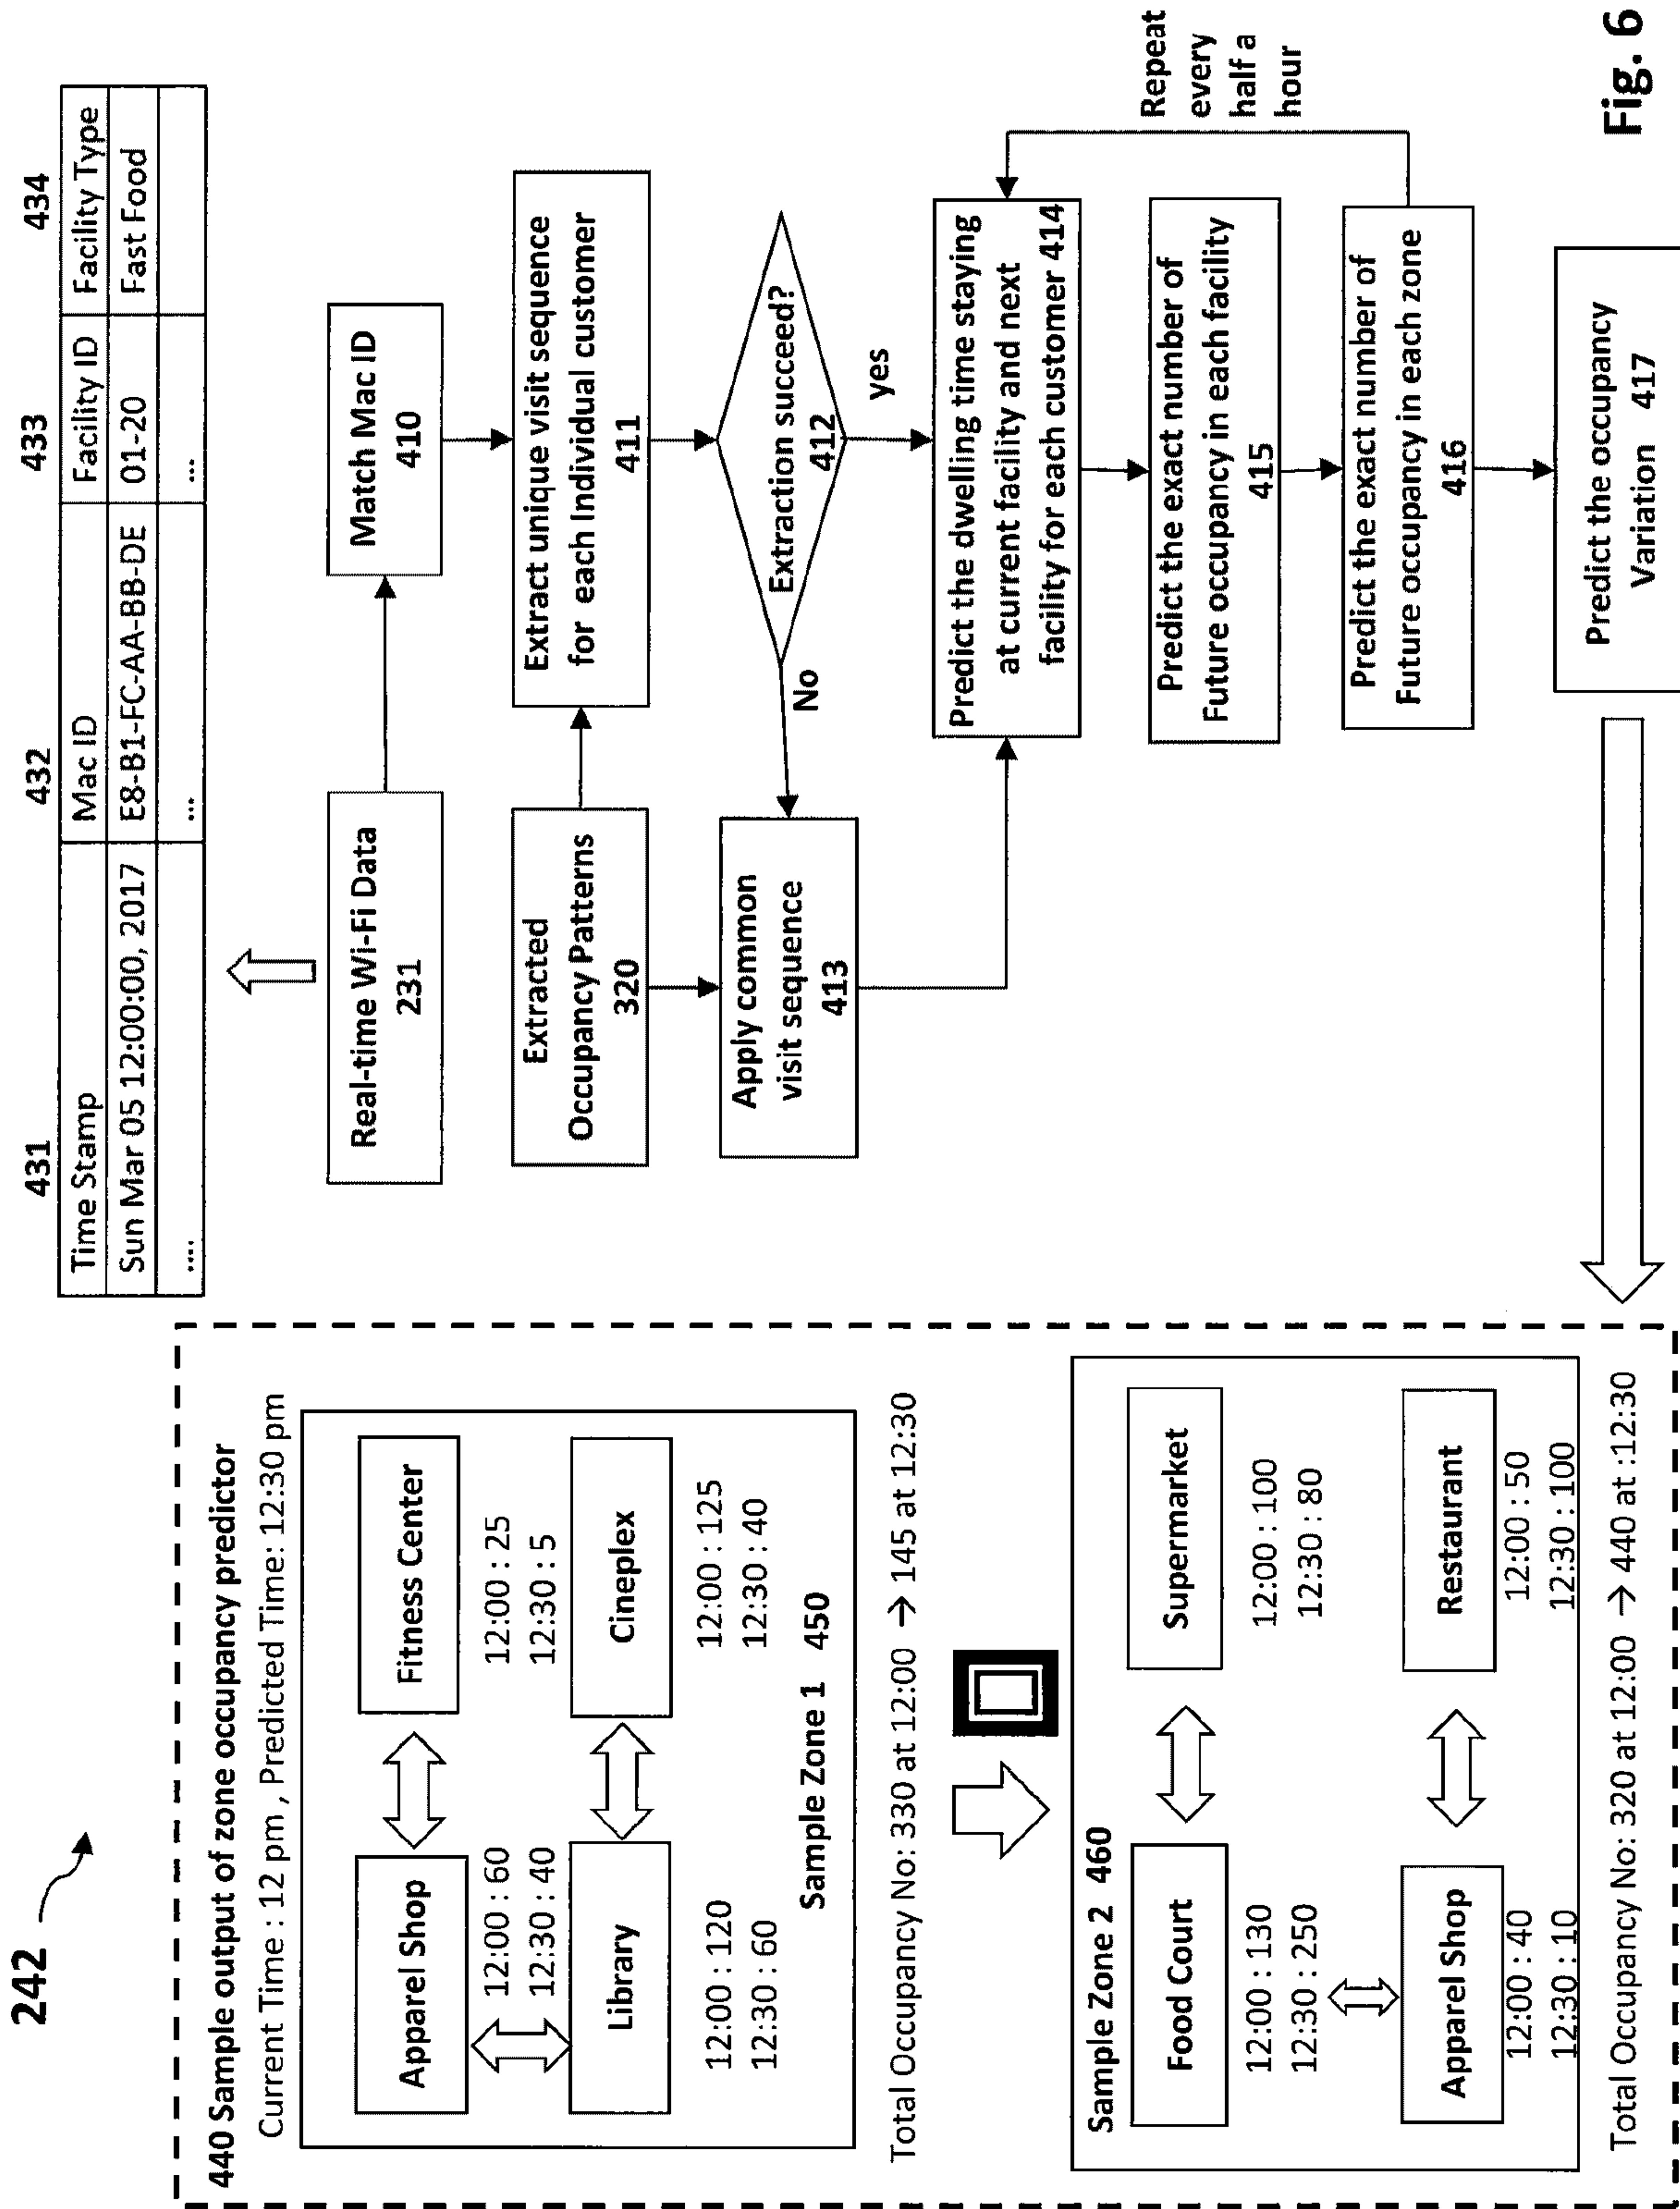 242
440 Sample output of zone occupancy predictor
Current Time : 12 pm , Predicted Time: 12:30 pm
Apparel Shop
12:00 : 60
12:30 : 40
Fitness Center
12:00 : 25
12:30 : 5
Library
12:00 : 120
12:30 : 60
Cineplex
12:00 : 125
12:30 : 40
Sample Zone 1 450
Total Occupancy No: 330 at 12:00 → 145 at 12:30
Sample Zone 2 460
Food Court
12:00 : 130
12:30 : 250
Supermarket
12:00 : 100
12:30 : 80
Apparel Shop
12:00 : 40
12:30 : 10
Restaurant
12:00 : 50
12:30 : 100
Total Occupancy No: 320 at 12:00 → 440 at :12:30
431 432 433 434
Time Stamp Mac ID Facility ID Facility Type
Sun Mar 05 12:00:00, 2017 E8-B1-FC-AA-BB-DE 01-20 Fast Food
.... ... ...
Real-time Wi-Fi Data
231
Match Mac ID
410
Extracted
Occupancy Patterns
320
Extract unique visit sequence
for each Individual customer
411
Extraction succeed?
412
No
yes
Apply common
visit sequence
413
Predict the dwelling time staying
at current facility and next
facility for each customer 414
Repeat
every
half a
hour
Predict the exact number of
Future occupancy in each facility
415
Predict the exact number of
Future occupancy in each zone
416
Predict the occupancy
Variation 417
Fig. 6